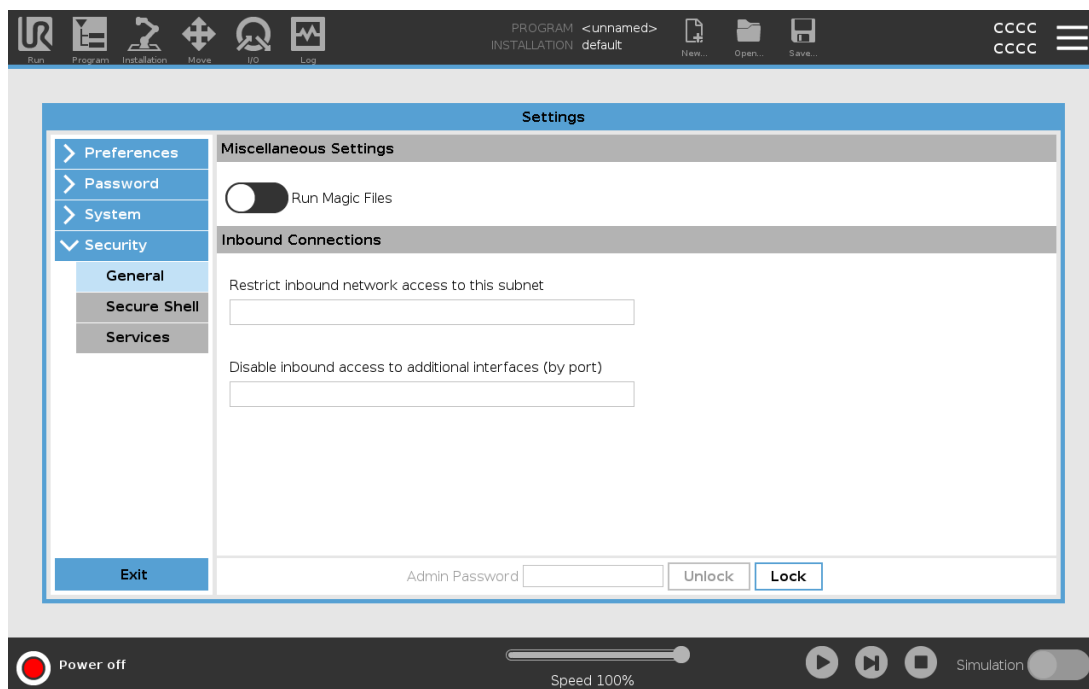 PROGRAM <unnamed>
INSTALLATION default
CCCC
CCCC
UR
Run
Program
Installation
Move
I/O
Log
New...
Open...
Save...
Settings
Preferences
Password
System
Security
General
Secure Shell
Services
Exit
Miscellaneous Settings
Run Magic Files
Inbound Connections
Restrict inbound network access to this subnet
Disable inbound access to additional interfaces (by port)
Admin Password
Unlock
Lock
Power off
Speed 100%
Simulation